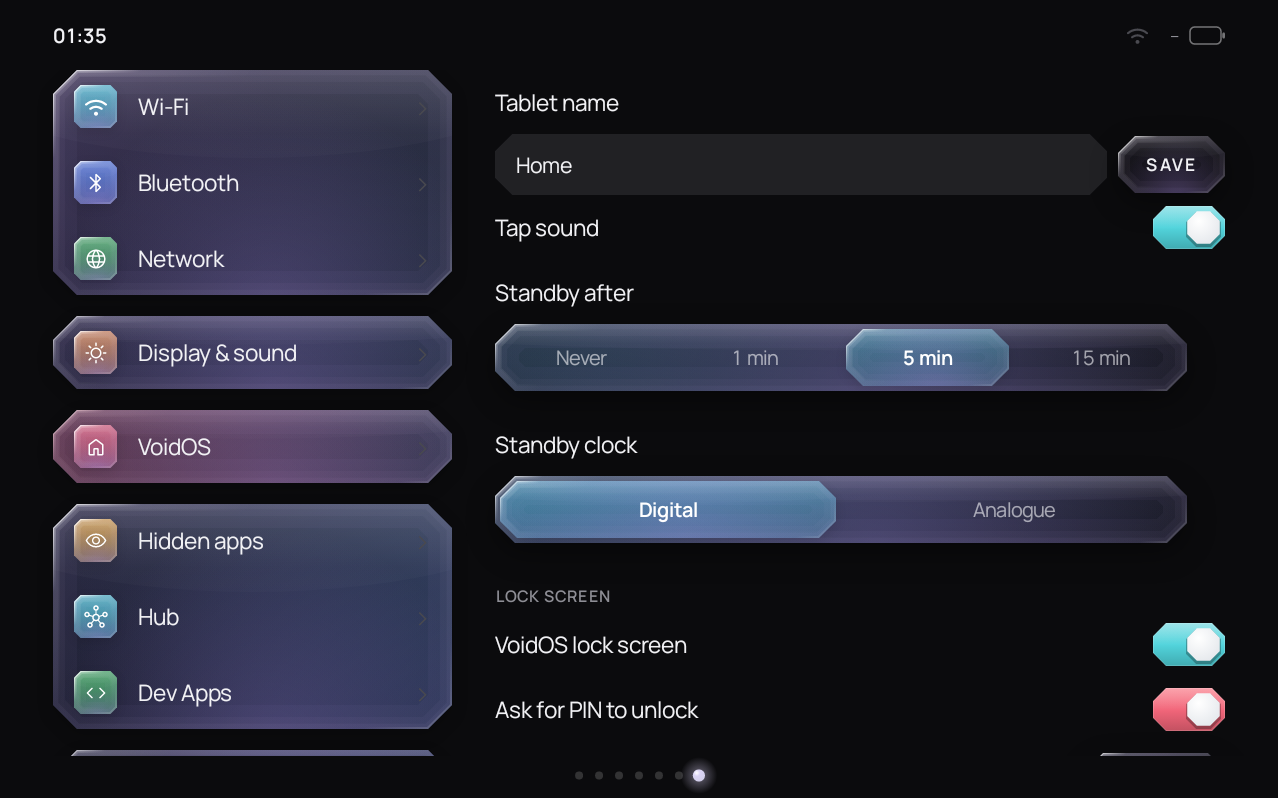 01:35
Wi-Fi
Bluetooth
Network
Display & sound
VoidOS
Hidden apps
Hub
Dev Apps
Tablet name
Home
SAVE
Tap sound
Standby after
Never 1 min 5 min 15 min
Standby clock
Digital Analogue
LOCK SCREEN
VoidOS lock screen
Ask for PIN to unlock